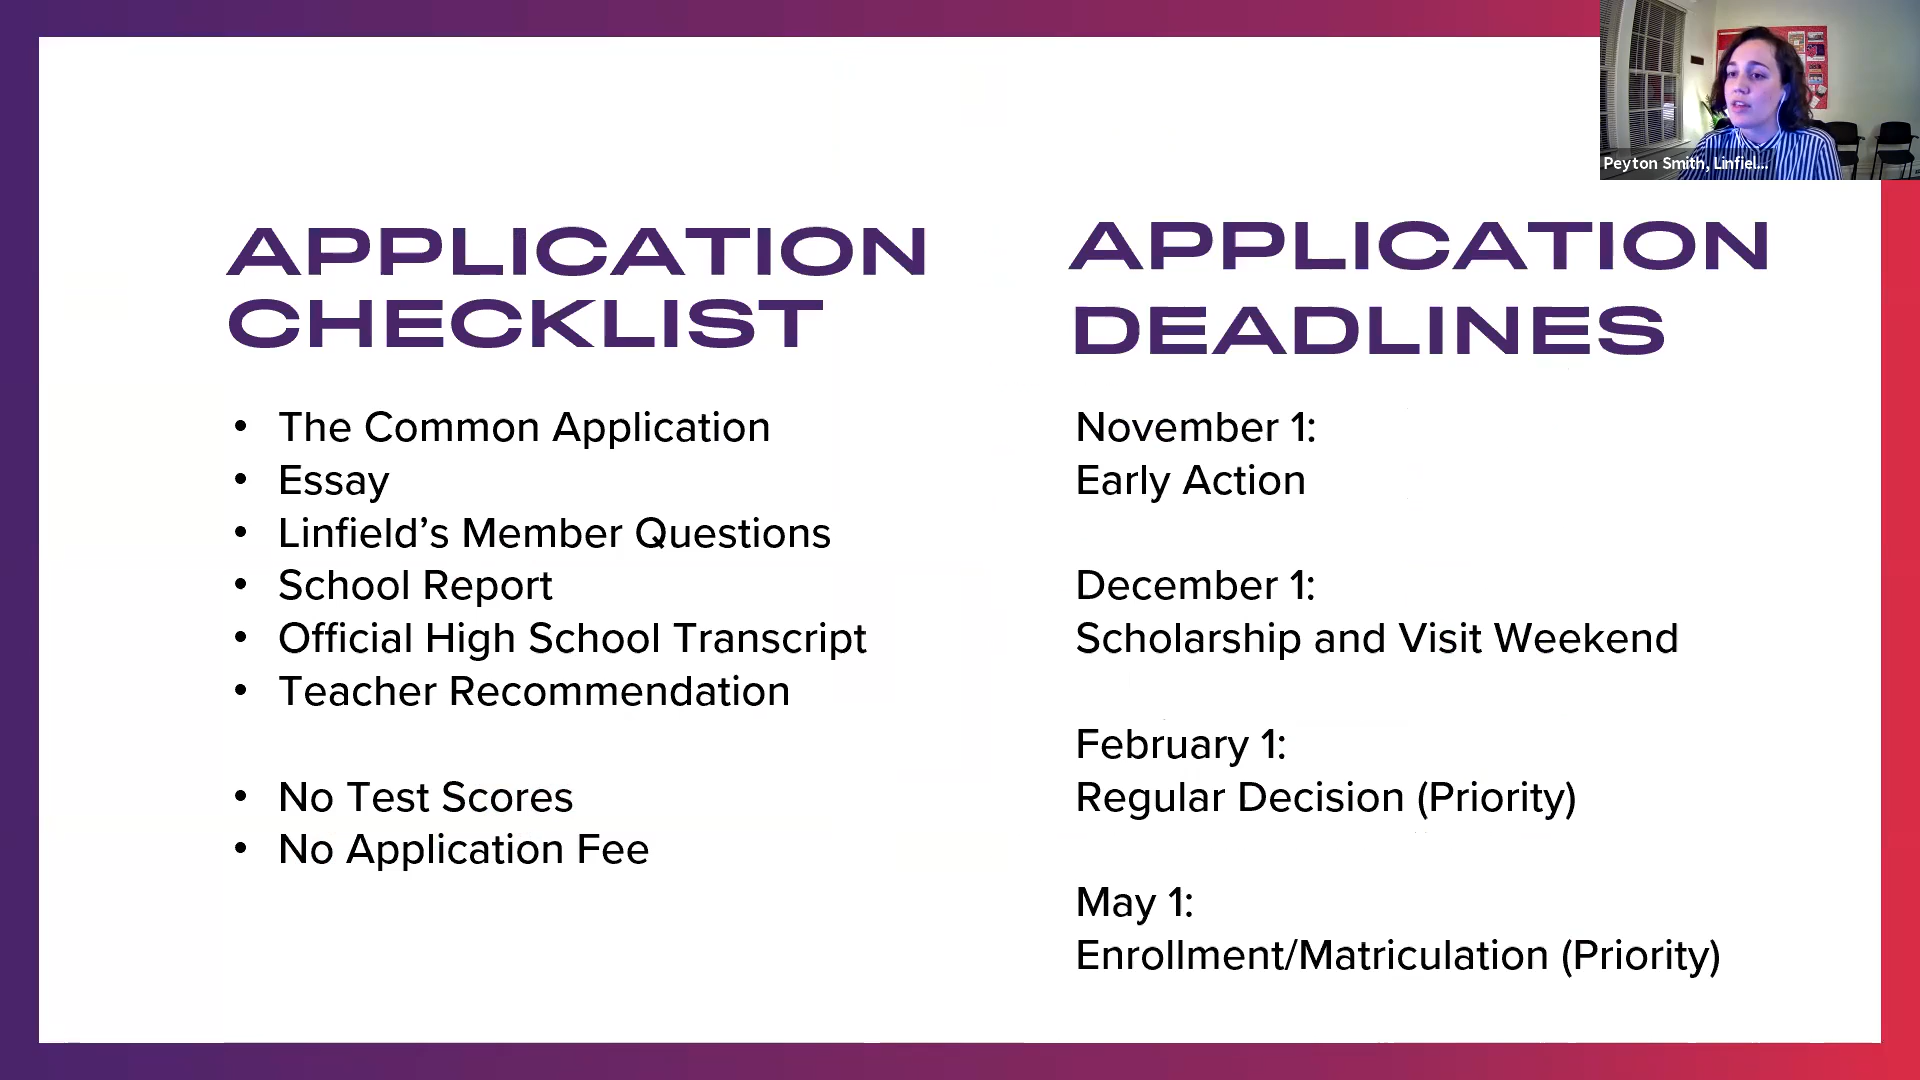 Peyton Smith, Linfiel...
APPLICATION
CHECKLIST
• The Common Application
• Essay
• Linfield’s Member Questions
• School Report
• Official High School Transcript
• Teacher Recommendation
• No Test Scores
• No Application Fee
APPLICATION
DEADLINES
November 1:
Early Action
December 1:
Scholarship and Visit Weekend
February 1:
Regular Decision (Priority)
May 1:
Enrollment/Matriculation (Priority)